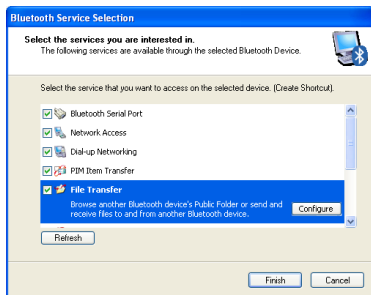 Bluetooth Service Selection
Select the services you are interested in.
The following services are available through the selected Bluetooth Device.
Select the service that you want to access on the selected device. (Create Shortcut).
Bluetooth Serial Port
Network Access
Dial-up Networking
PIM Item Transfer
File Transfer
Browse another Bluetooth device's Public Folder or send and
receive files to and from another Bluetooth device.
Configure
Refresh
Finish
Cancel